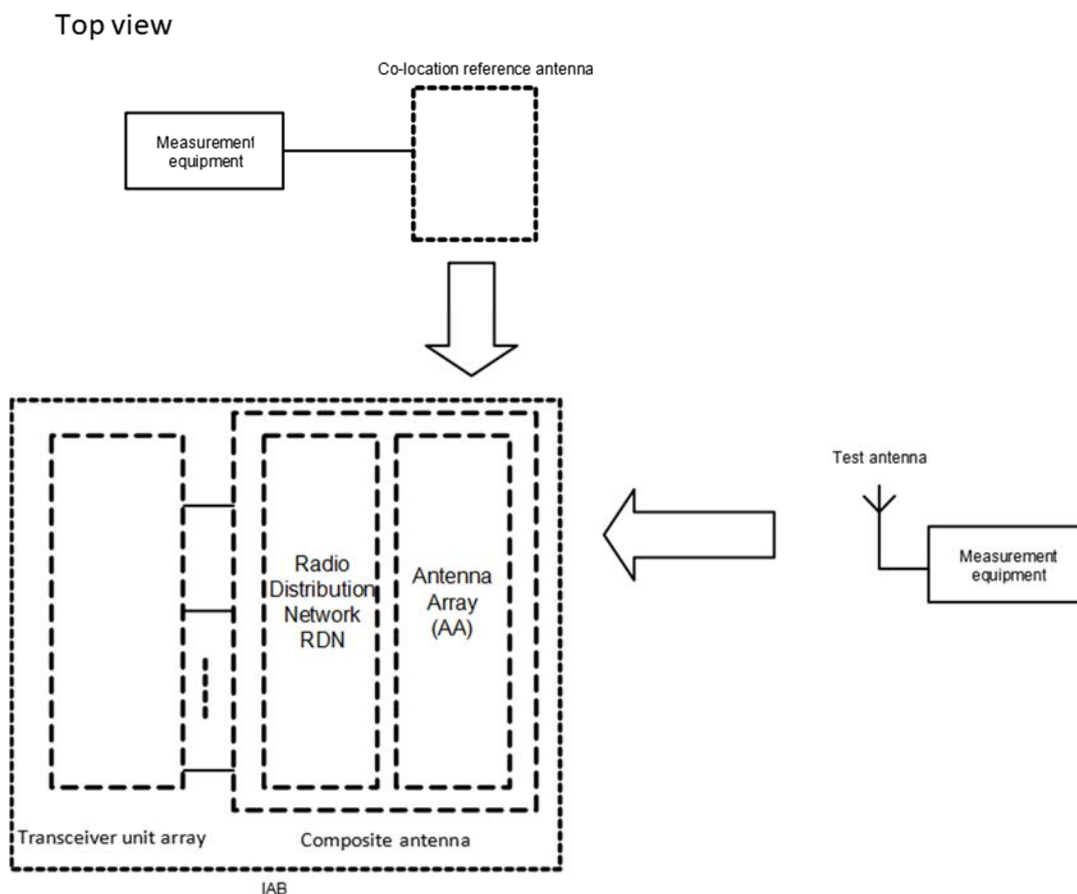 Top view
Co-location reference antenna
Measurement
equipment
Test antenna
Measurement
equipment
Radio
Distribution
Network
RDN
Antenna
Array
(AA)
Transceiver unit array
Composite antenna
IAB